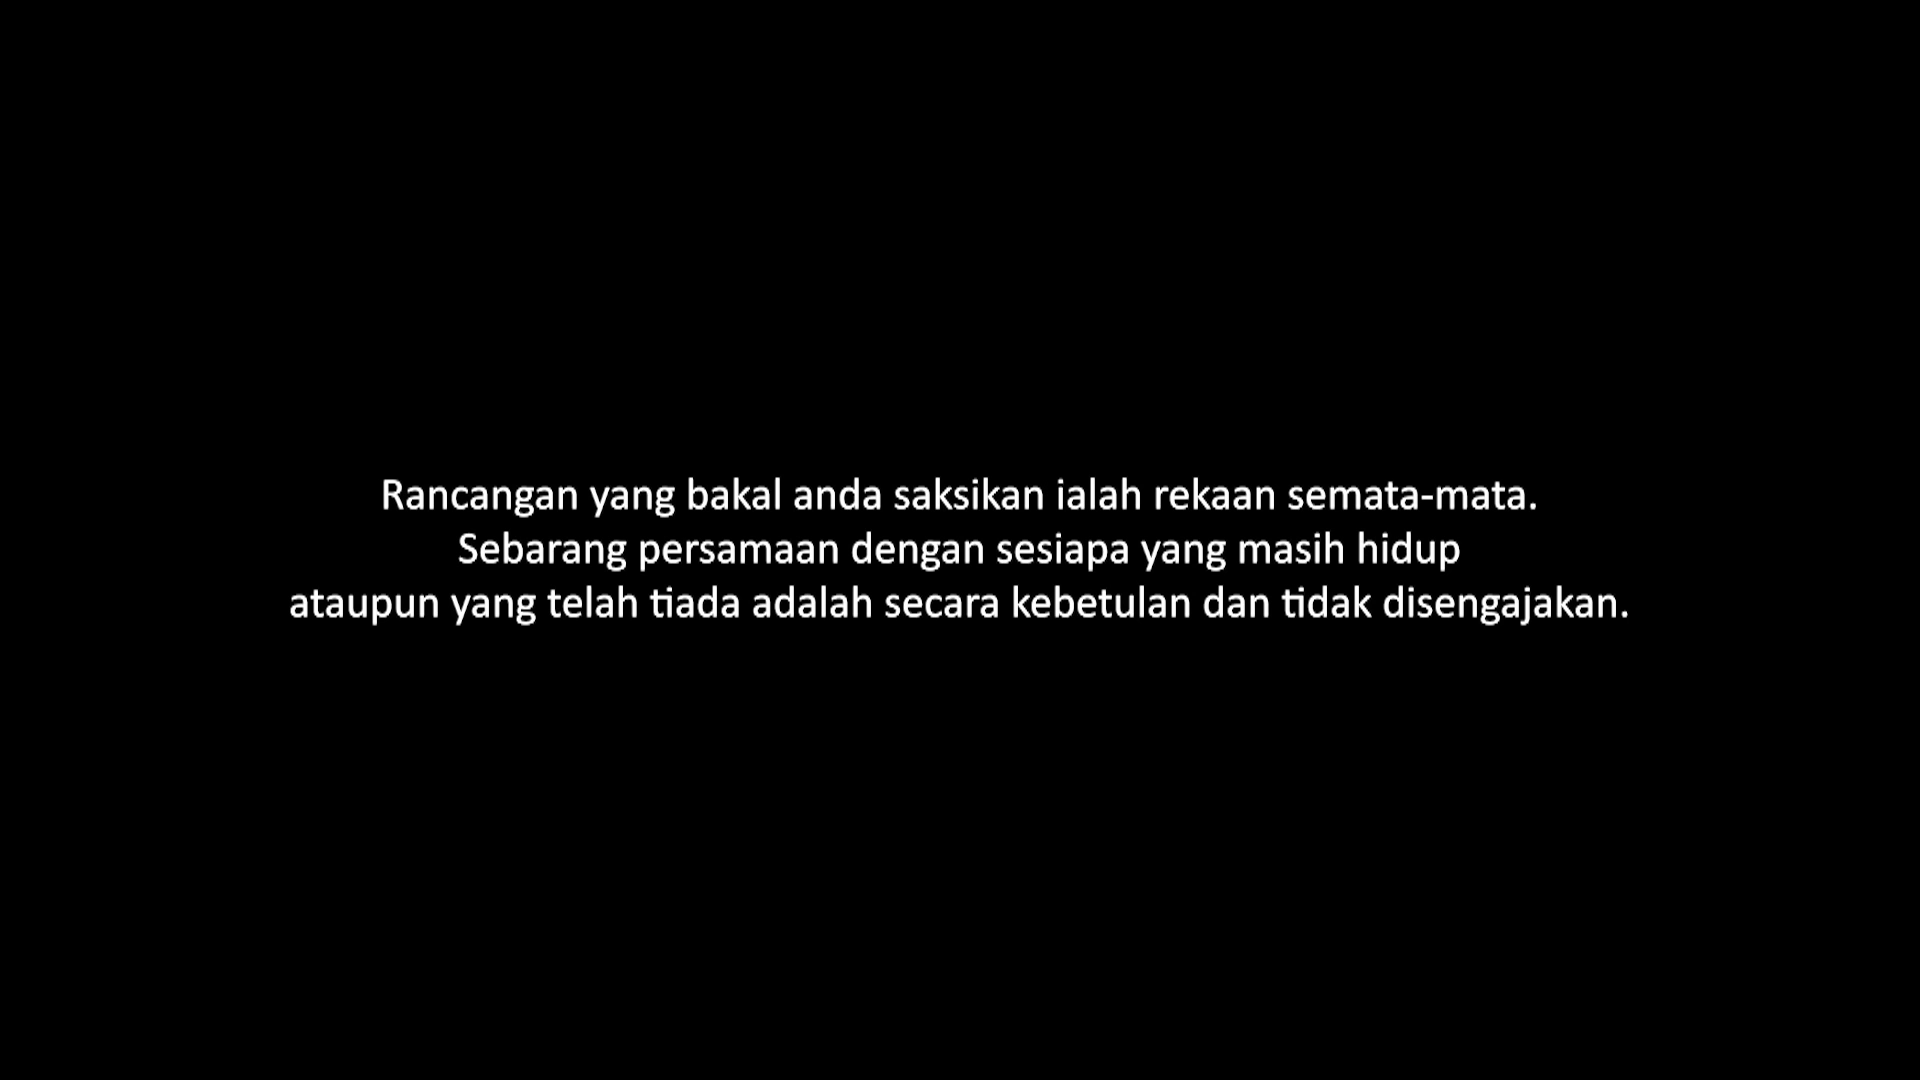 Rancangan yang bakal anda saksikan ialah rekaan semata-mata.
Sebarang persamaan dengan sesiapa yang masih hidup
ataupun yang telah tiada adalah secara kebetulan dan tidak disengajakan.